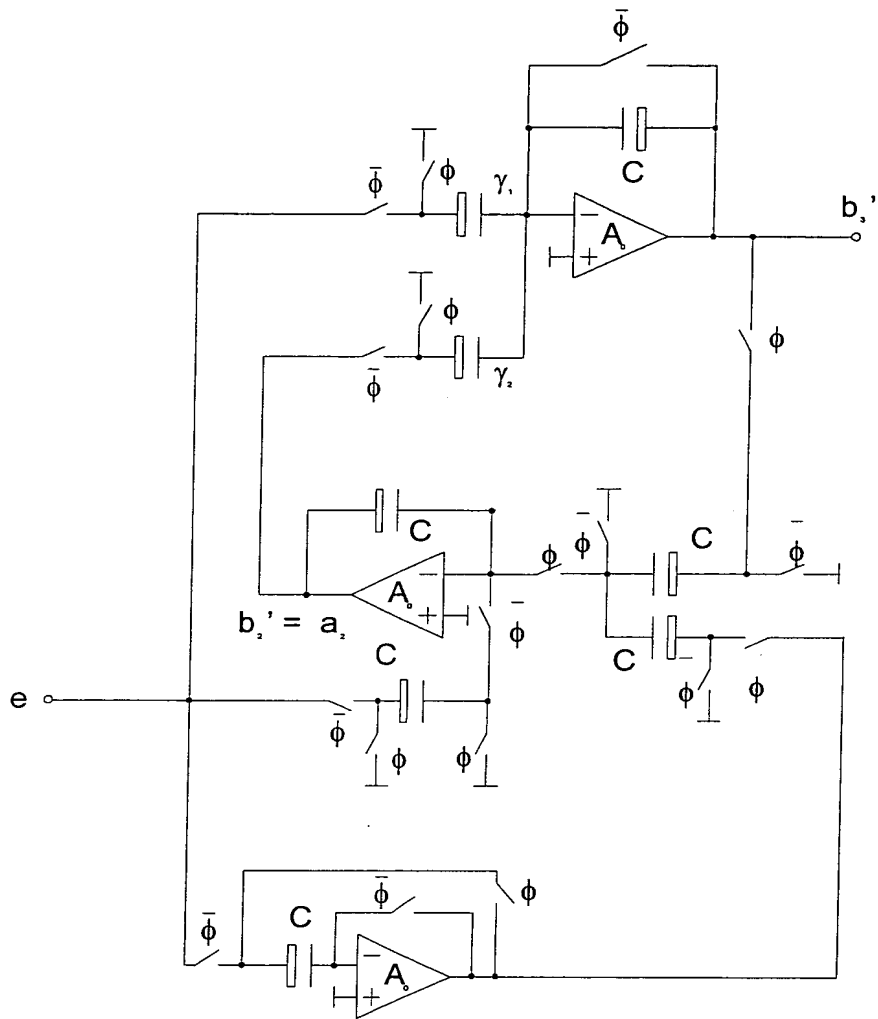 ϕ̄
C
ϕ̄ ϕ γ₁
− A₀ +
b₃'
ϕ
ϕ̄ γ₂
ϕ
C
ϕ ϕ̄ C ϕ̄
A₀ − +
b₂' = a₂
ϕ̄
C
C
e
ϕ̄ ϕ ϕ
ϕ̄ ϕ
ϕ
ϕ̄ C ϕ̄
− A₀ +